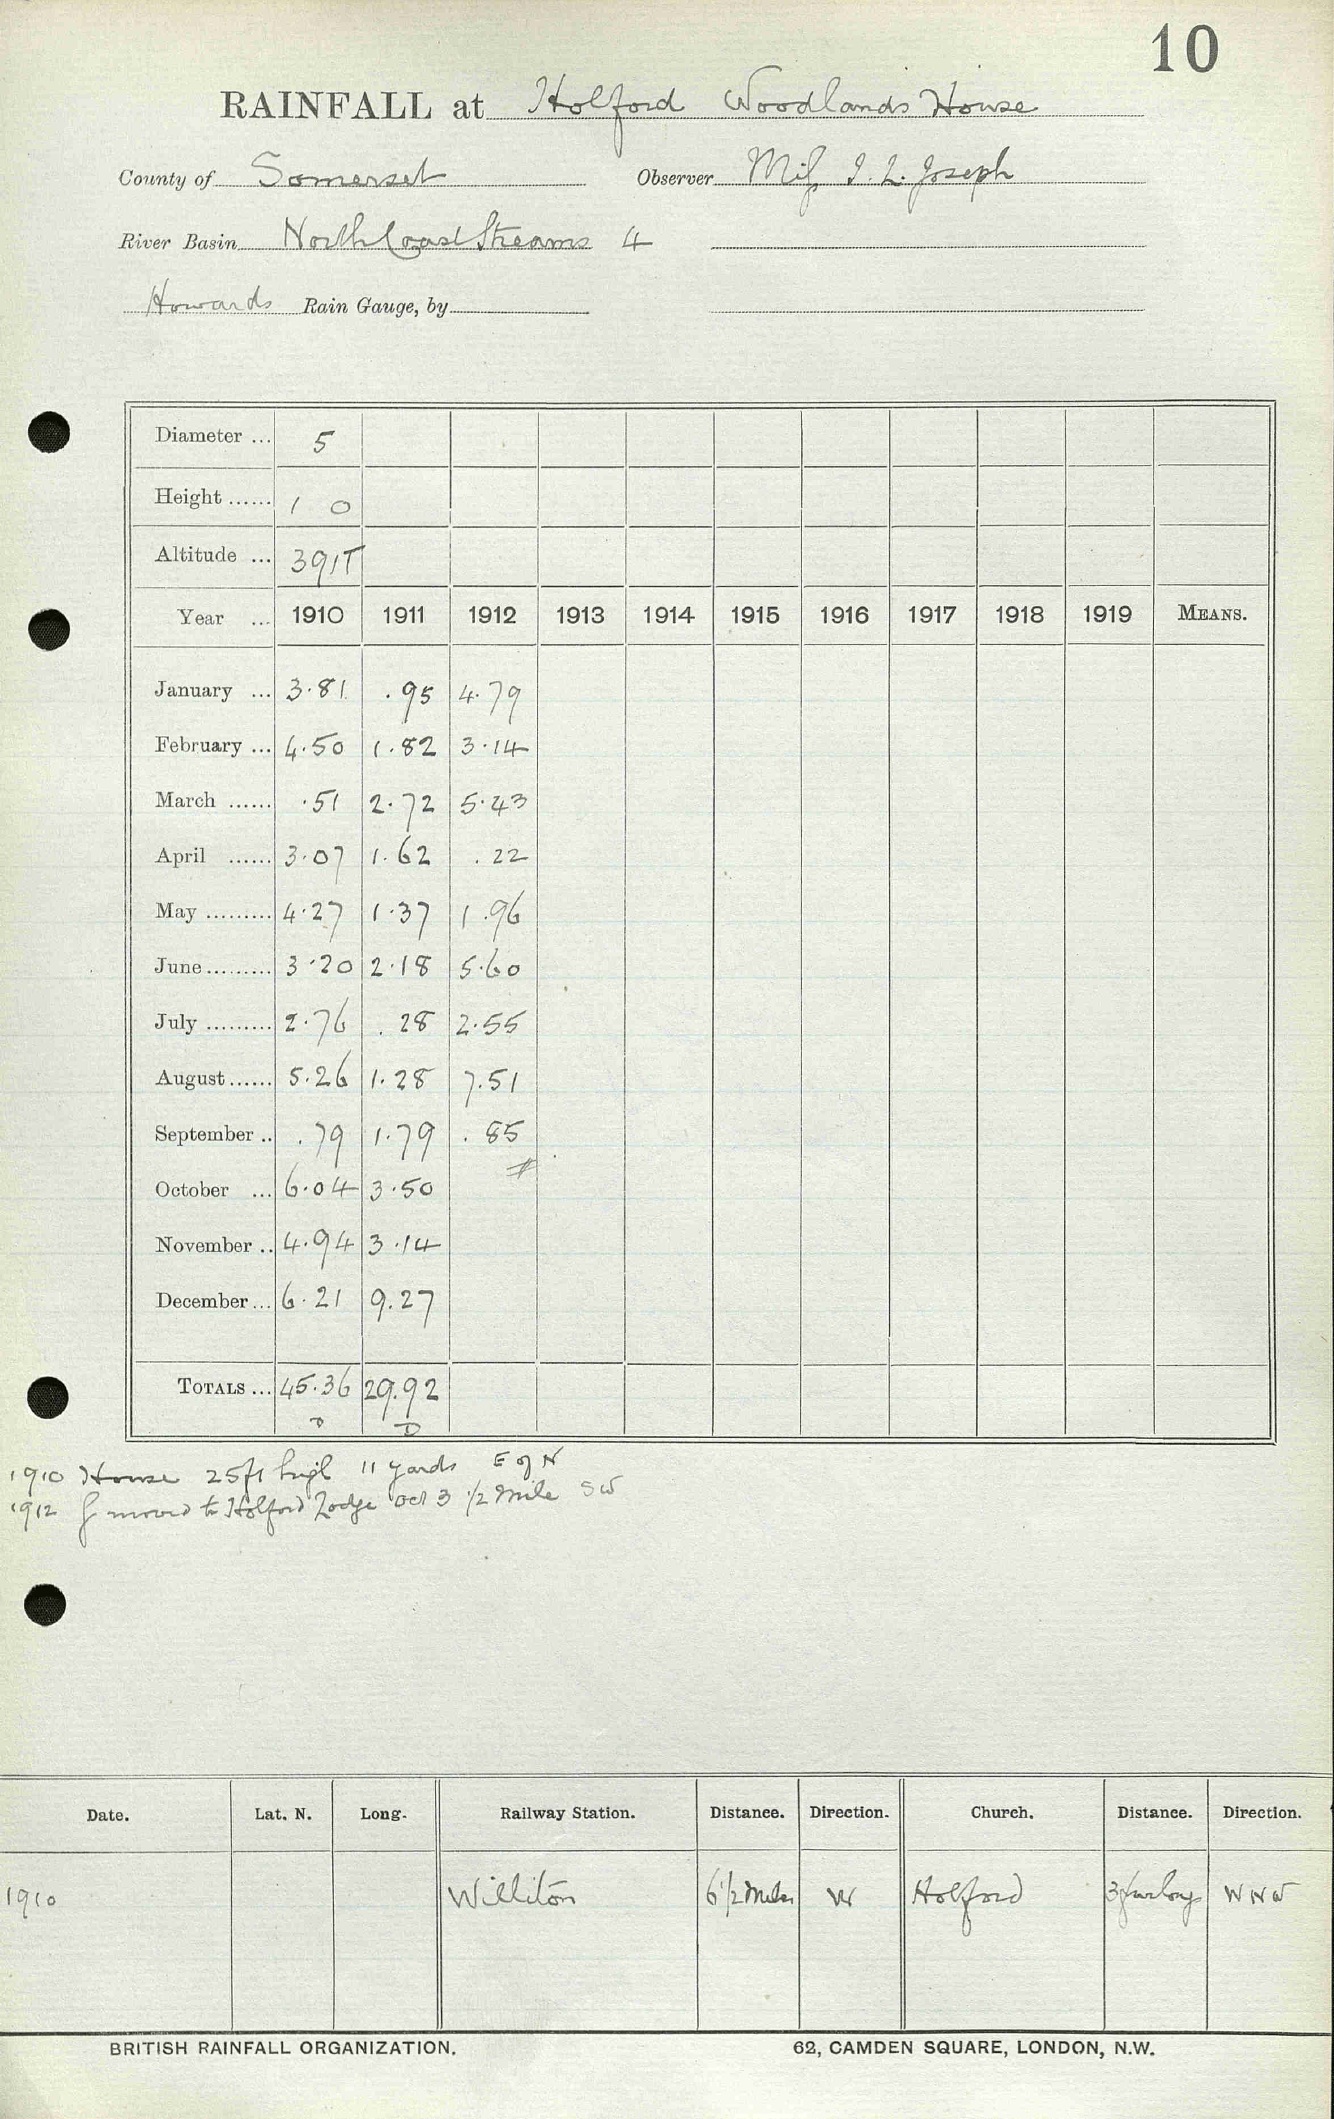 10
RAINFALL at Holford Woodlands House
County of Somerset Observer Miſs I. L. Joseph
River Basin North Coast Streams 4
Howards Rain Gauge, by
Diameter ... 5
Height ...... 1 0
Altitude ... 391T
Year ... 1910 1911 1912 1913 1914 1915 1916 1917 1918 1919 MEANS.
January ... 3.81 .95 4.79
February ... 4.50 1.82 3.14
March ...... .51 2.72 5.43
April ...... 3.07 1.62 .22
May ......... 4.27 1.37 1.96
June ......... 3.20 2.18 5.60
July ......... 2.76 .28 2.55
August ...... 5.26 1.28 7.51
September .. .79 1.79 .85
October ... 6.04 3.50
November .. 4.94 3.14
December ... 6.21 9.27
TOTALS ... 45.36 29.92
D D
1910 House 25ft high 11 yards E of N
1912 g moved to Holford Lodge Oct 3 1/2 mile SW
Date. Lat. N. Long. Railway Station. Distance. Direction. Church. Distance. Direction.
1910 Williton 6 1/2 miles W Holford 3 furlongs WNW
BRITISH RAINFALL ORGANIZATION. 62, CAMDEN SQUARE, LONDON, N.W.